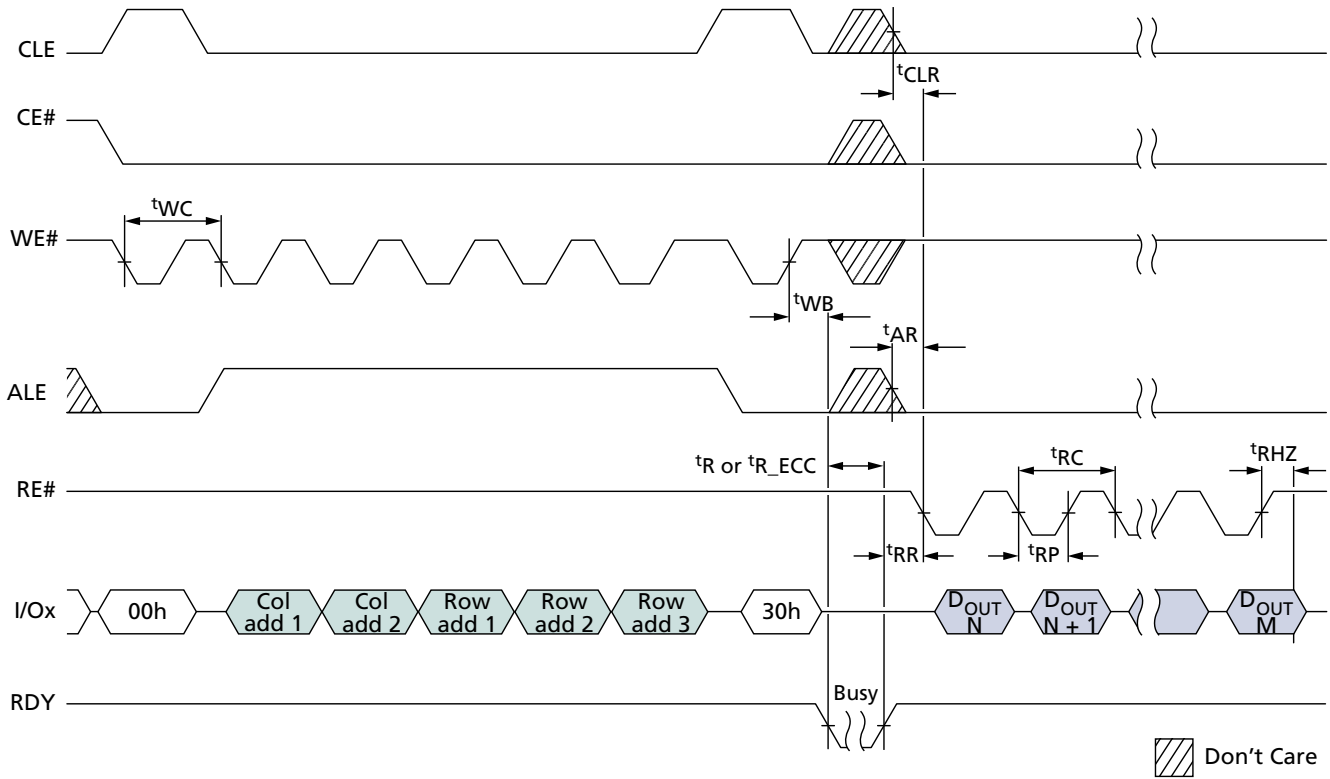 CLE
tCLR
CE#
tWC
WE#
tWB
tAR
ALE
tR or tR_ECC
tRC
tRHZ
RE#
tRR
tRP
I/Ox
00h
Col
add 1
Col
add 2
Row
add 1
Row
add 2
Row
add 3
30h
DOUT
N
DOUT
N + 1
DOUT
M
RDY
Busy
Don't Care